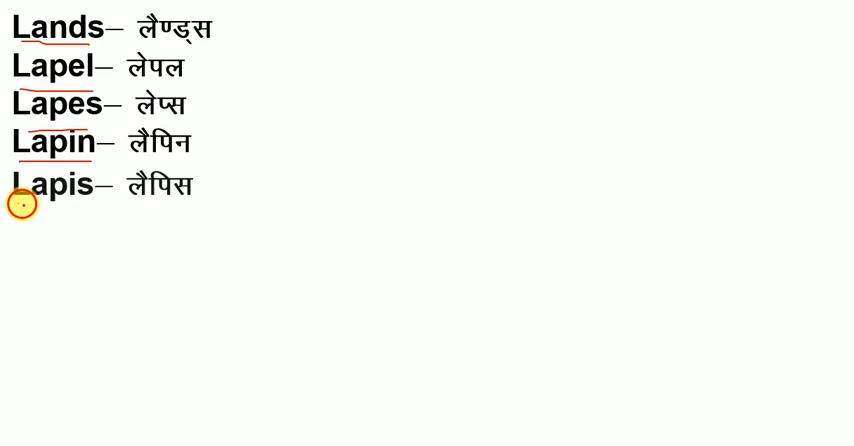 Lands– लैण्ड्स
Lapel– लेपल
Lapes– लेप्स
Lapin– लैपिन
Lapis– लैपिस